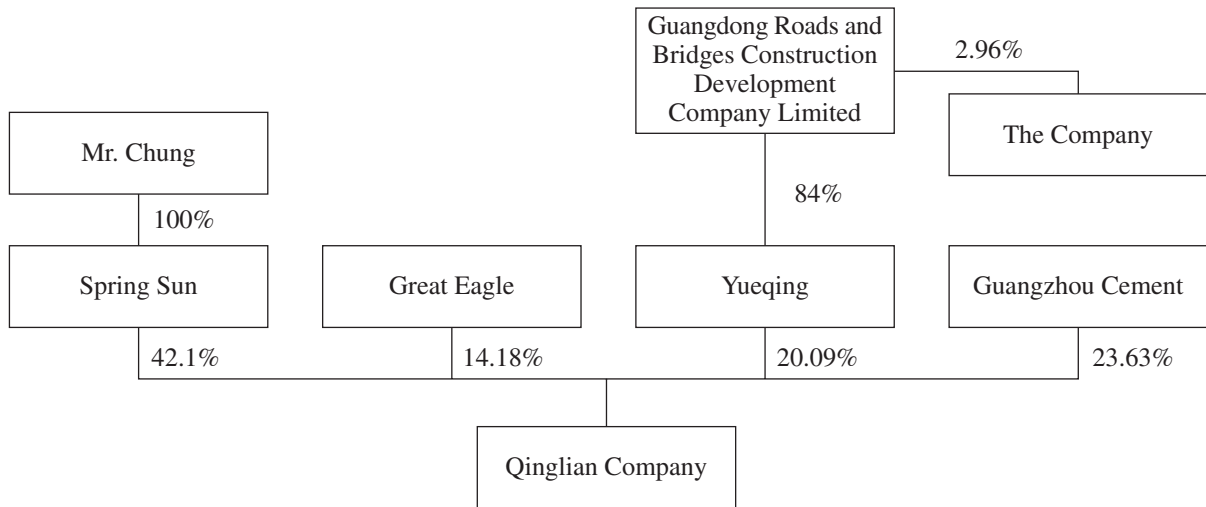 Guangdong Roads and
Bridges Construction
Development
Company Limited
2.96%
The Company
Mr. Chung
84%
100%
Spring Sun
Great Eagle
Yueqing
Guangzhou Cement
42.1%
14.18%
20.09%
23.63%
Qinglian Company